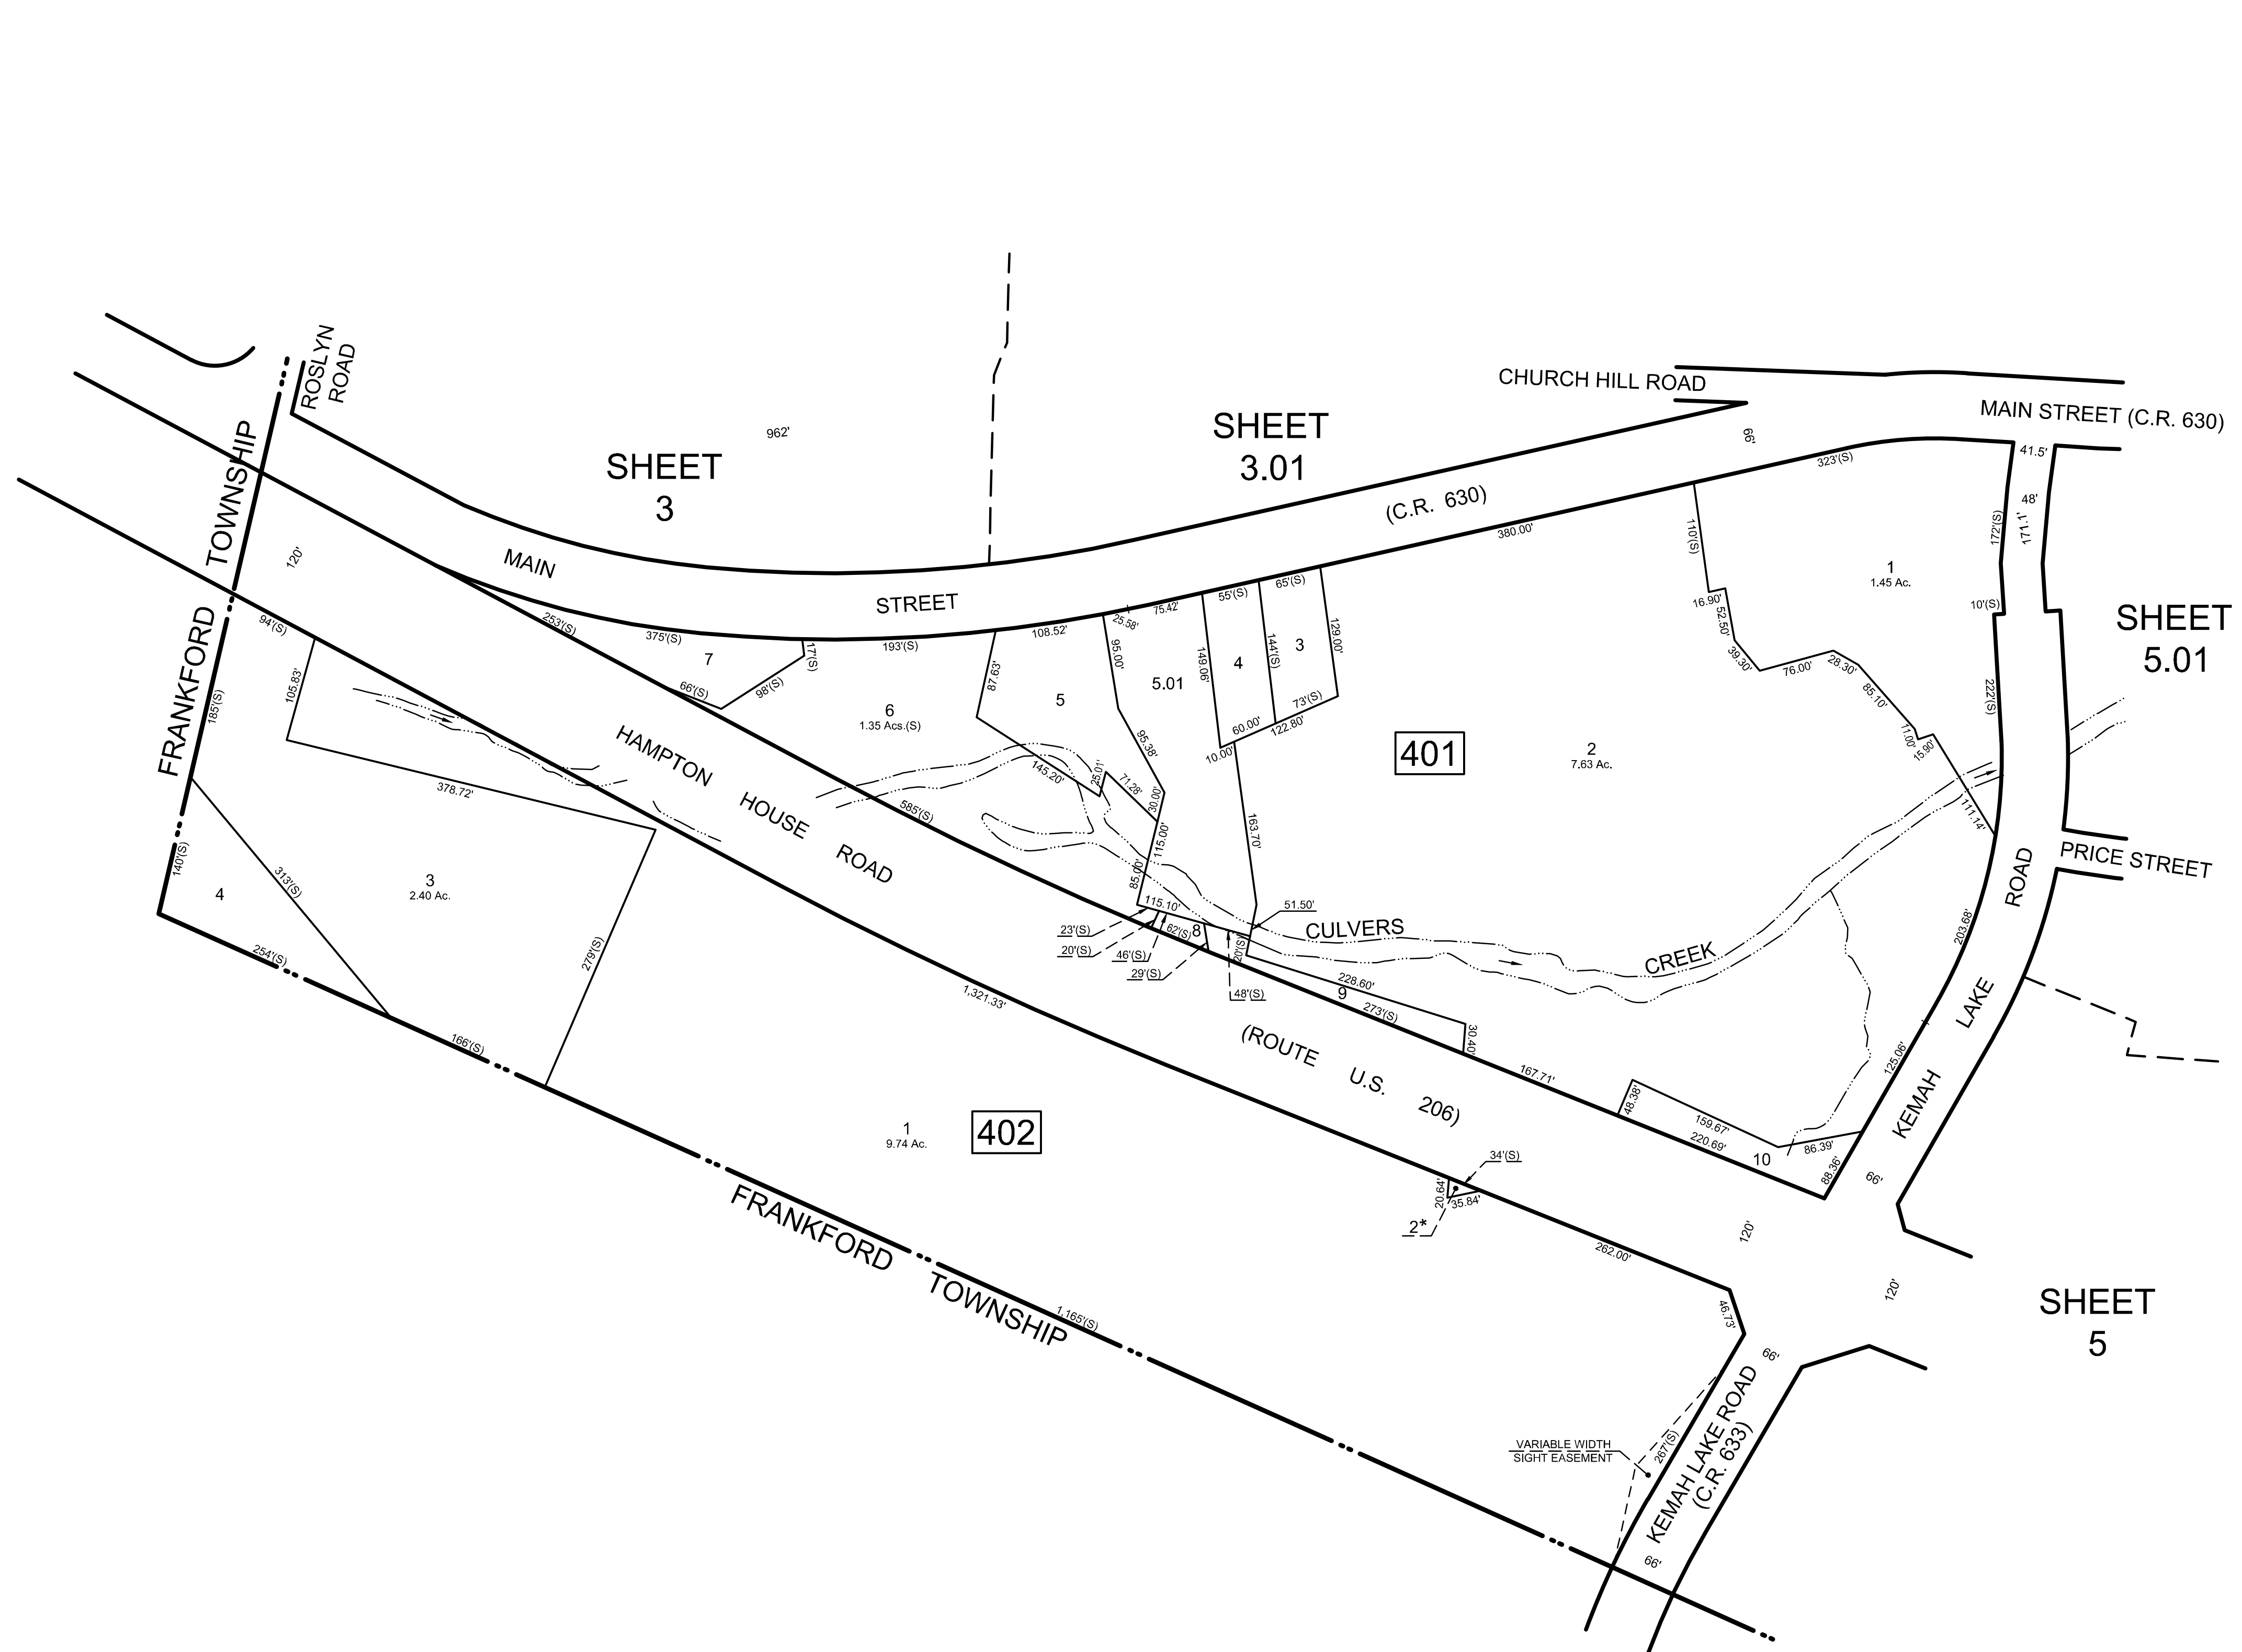 ROSLYN
ROAD
FRANKFORD TOWNSHIP
962'
SHEET
3
SHEET
3.01
CHURCH HILL ROAD
MAIN STREET (C.R. 630)
66'
41.5'
48'
171.1'
SHEET
5.01
MAIN STREET (C.R. 630)
120'
94'(S)
185'(S)
140'(S)
105.83'
378.72'
313'(S)
279'(S)
254'(S)
166'(S)
4
3
2.40 Ac.
253'(S)
375'(S)
7
17'(S)
98'(S)
66'(S)
193'(S)
6
1.35 Acs.(S)
585'(S)
87.63'
108.52'
5
145.20'
25.01'
71.28'
30.00'
95.00'
95.38'
25.58'
75.42'
5.01
115.00'
85.00'
115.10'
149.06'
55'(S)
4
144'(S)
65'(S)
3
129.00'
73'(S)
60.00'
122.80'
10.00'
163.70'
51.50'
401
380.00'
2
7.63 Ac.
323'(S)
110'(S)
16.90'
52.50'
39.30'
76.00'
28.30'
85.10'
11.00'
15.90'
111.14'
1
1.45 Ac.
172'(S)
10'(S)
222'(S)
PRICE STREET
203.68'
125.06'
88.36'
KEMAH LAKE ROAD
HAMPTON HOUSE ROAD
(ROUTE U.S. 206)
CULVERS CREEK
23'(S)
20'(S)
46'(S)
29'(S)
62'(S)
8
48'(S)
20'(S)
228.60'
9
273'(S)
30.40'
167.71'
48.38'
159.67'
220.69'
86.39'
10
66'
120'
120'
1,321.33'
1
9.74 Ac.
402
34'(S)
20.64'
35.84'
2*
262.00'
46.73'
66'
SHEET
5
FRANKFORD TOWNSHIP
1,165'(S)
VARIABLE WIDTH
SIGHT EASEMENT
267'(S)
KEMAH LAKE ROAD
(C.R. 633)
66'